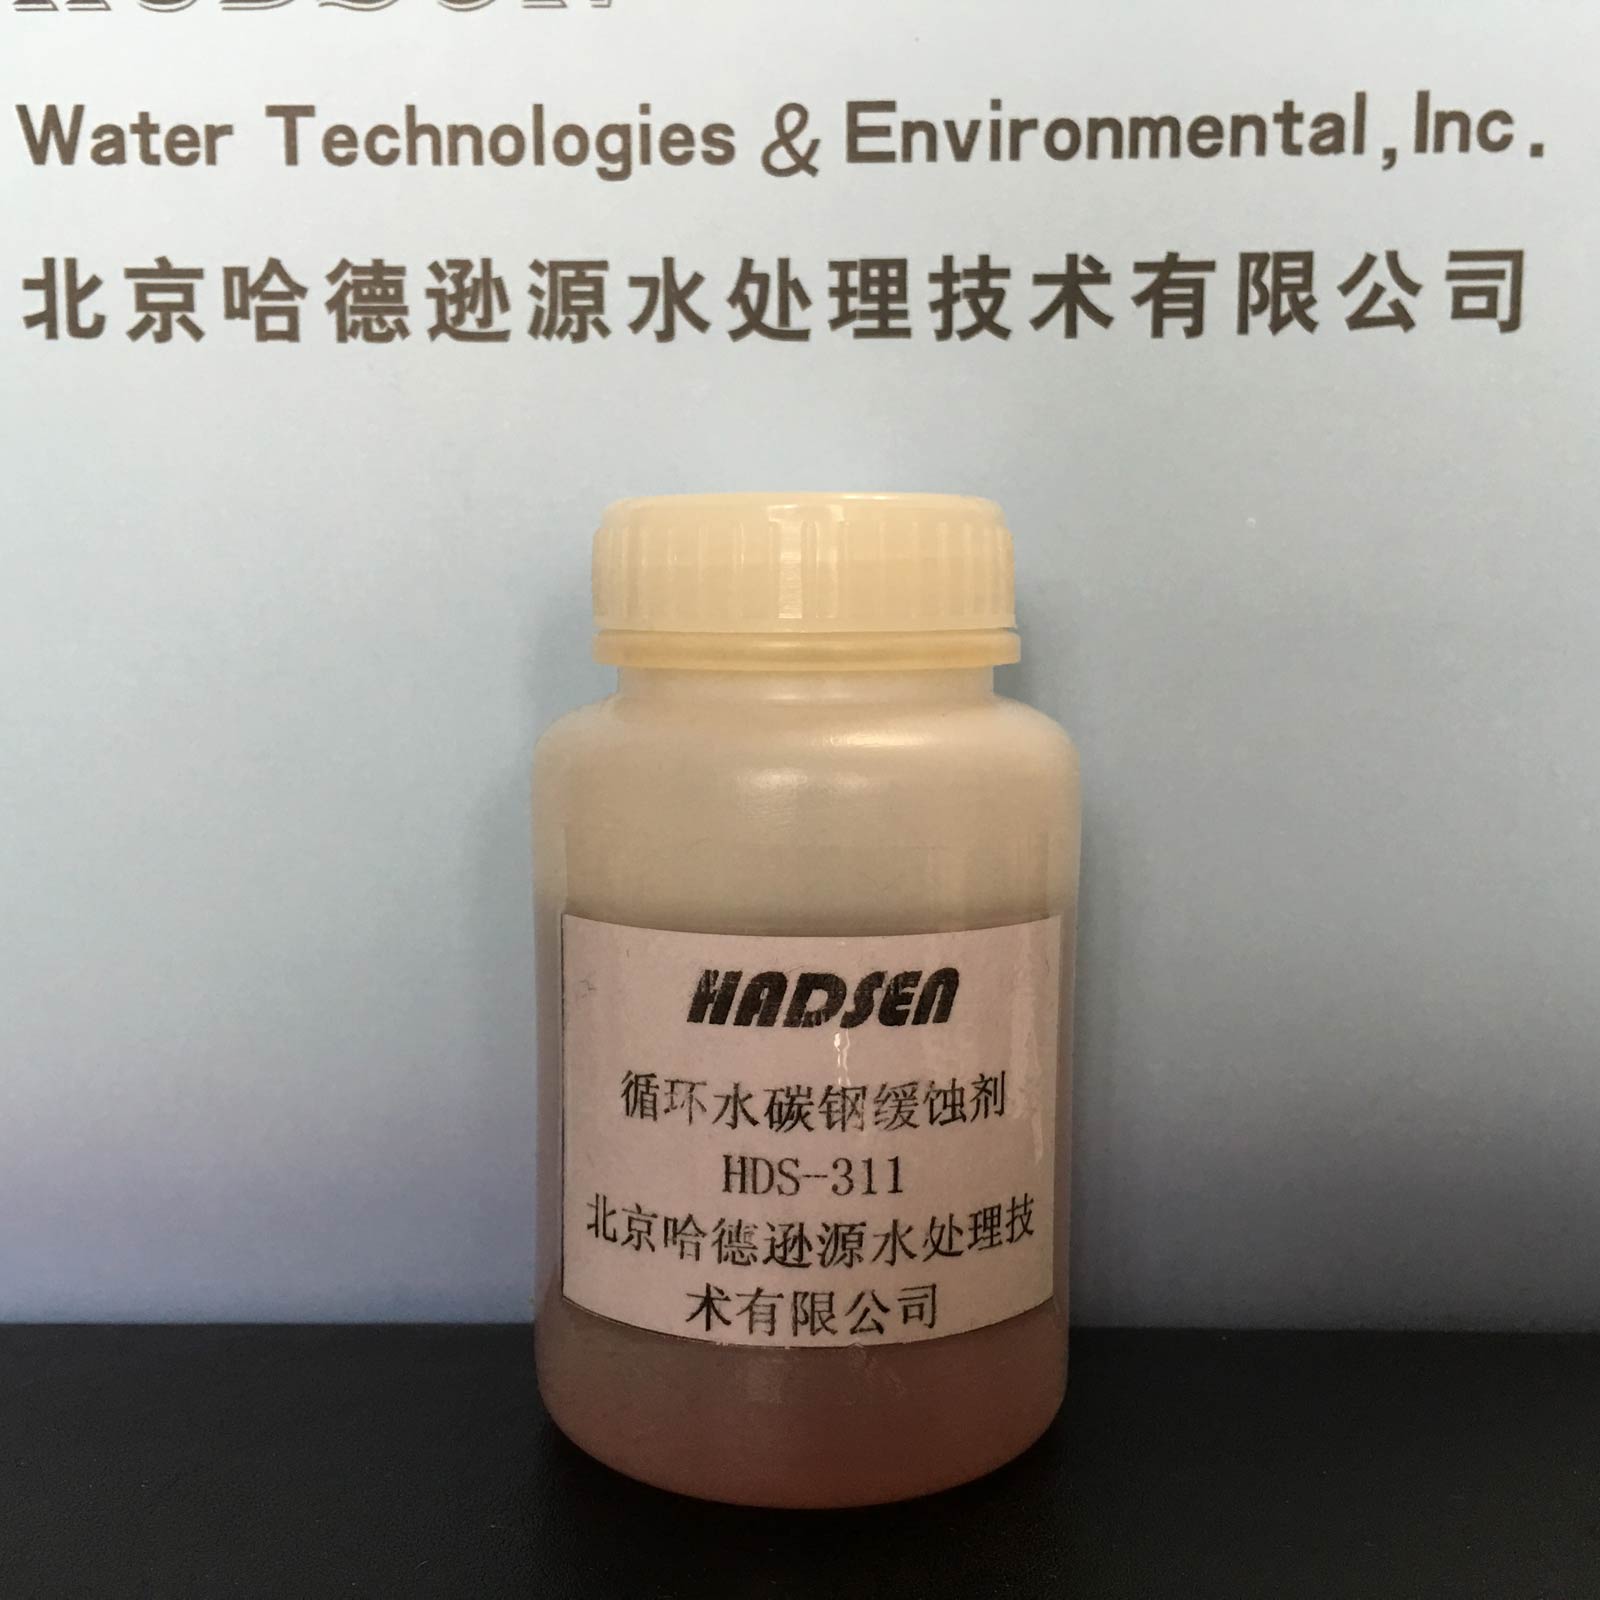 Water Technologies & Environmental, Inc.
北京哈德逊源水处理技术有限公司
HADSEN
循环水碳钢缓蚀剂
HDS-311
北京哈德逊源水处理技
术有限公司